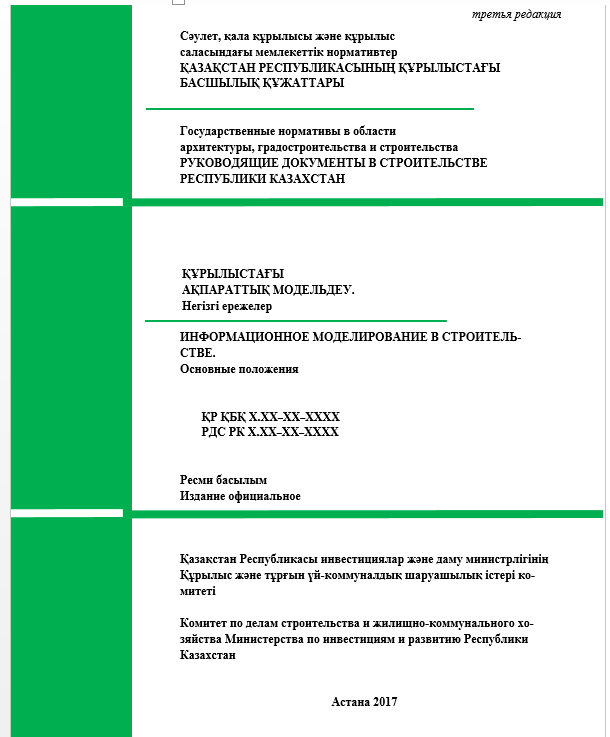 третья редакция
Сәулет, қала құрылысы және құрылыс
саласындағы мемлекеттік нормативтер
ҚАЗАҚСТАН РЕСПУБЛИКАСЫНЫҢ ҚҰРЫЛЫСТАҒЫ
БАСШЫЛЫҚ ҚҰЖАТТАРЫ
Государственные нормативы в области
архитектуры, градостроительства и строительства
РУКОВОДЯЩИЕ ДОКУМЕНТЫ В СТРОИТЕЛЬСТВЕ
РЕСПУБЛИКИ КАЗАХСТАН
ҚҰРЫЛЫСТАҒЫ
АҚПАРАТТЫҚ МОДЕЛЬДЕУ.
Негізгі ережелер
ИНФОРМАЦИОННОЕ МОДЕЛИРОВАНИЕ В СТРОИТЕЛЬ-
СТВЕ.
Основные положения
ҚР ҚБҚ Х.ХХ–ХХ–ХХХХ
РДС РК Х.ХХ–ХХ–ХХХХ
Ресми басылым
Издание официальное
Қазақстан Республикасы инвестициялар және даму министрлігінің
Құрылыс және тұрғын үй-коммуналдық шаруашылық істері ко-
митеті
Комитет по делам строительства и жилищно-коммунального хо-
зяйства Министерства по инвестициям и развитию Республики
Казахстан
Астана 2017